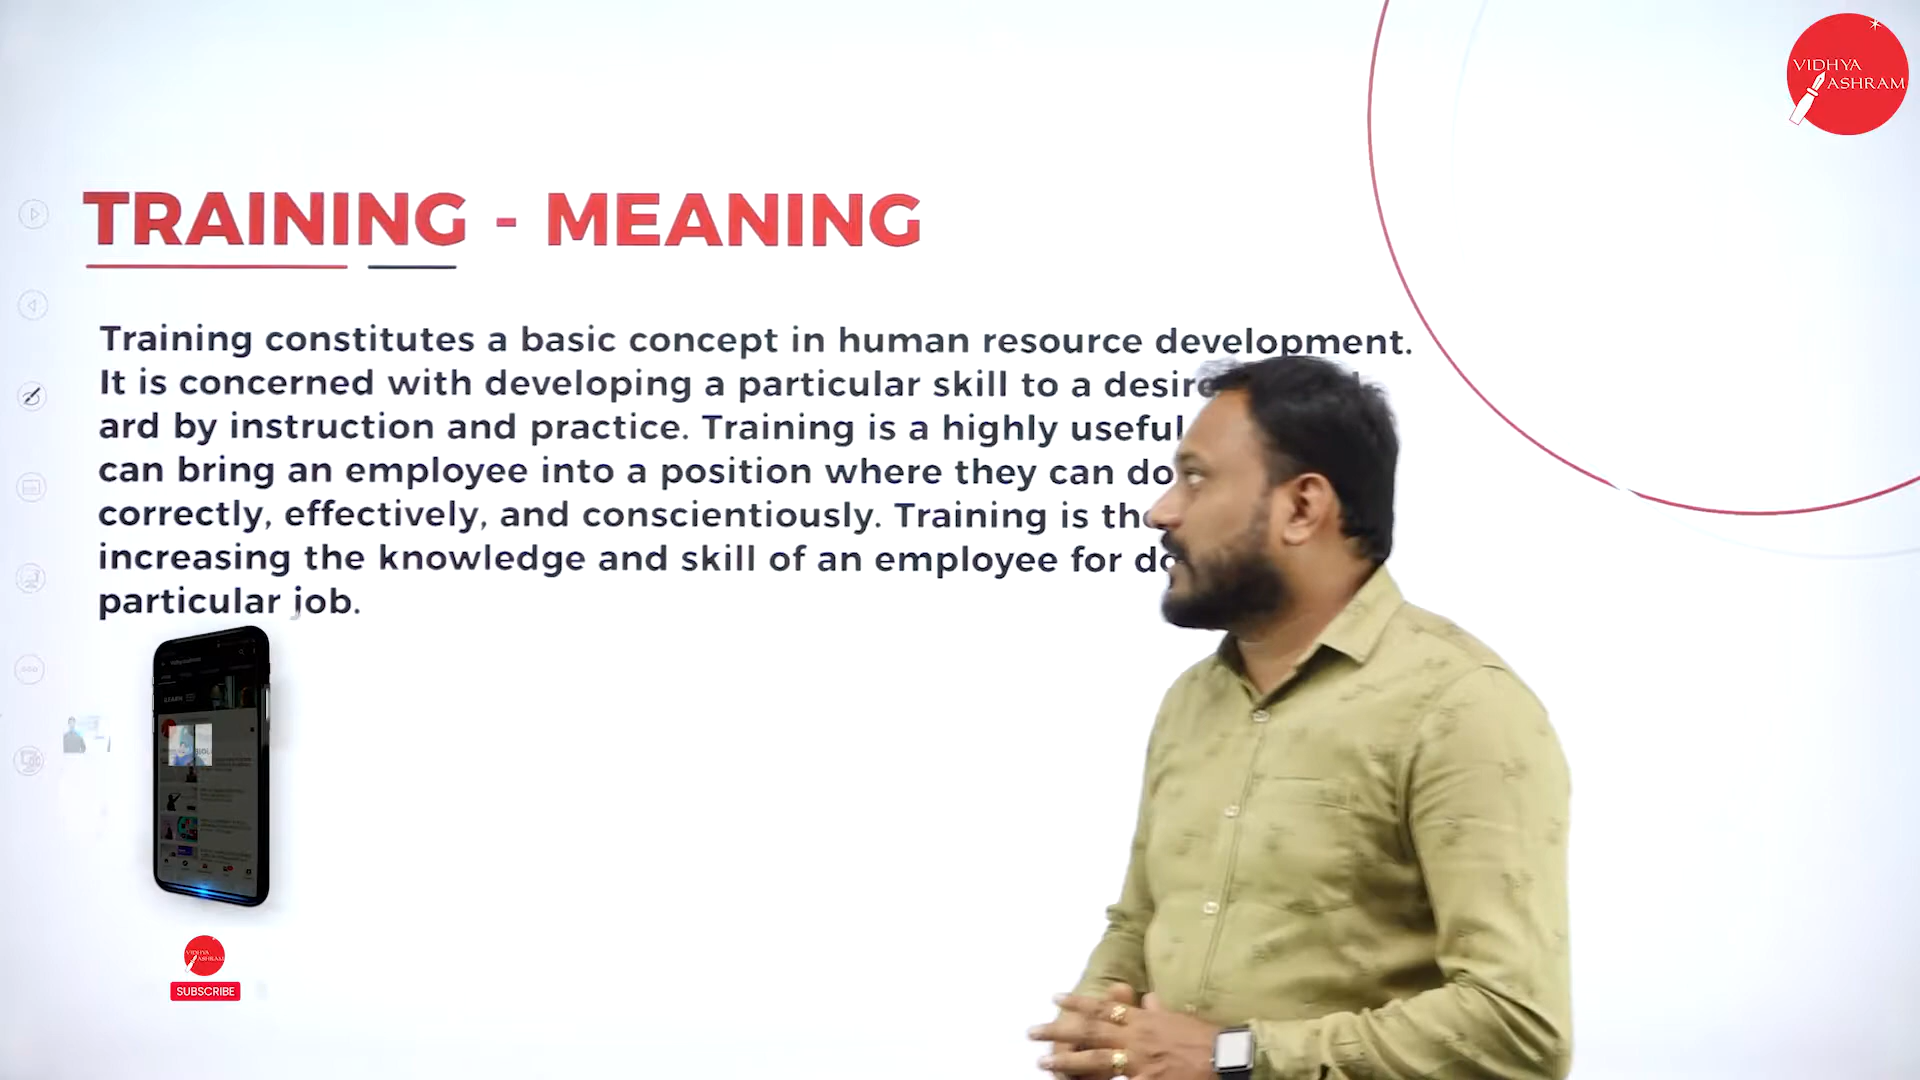 VIDHYA
ASHRAM
TRAINING - MEANING
Training constitutes a basic concept in human resource development.
It is concerned with developing a particular skill to a
ard by instruction and practice. Training is a highly useful
can bring an employee into a position where they can do
correctly, effectively, and conscientiously. Training is
increasing the knowledge and skill of an employee for
particular job.
VIDHYA
ASHRAM
SUBSCRIBE